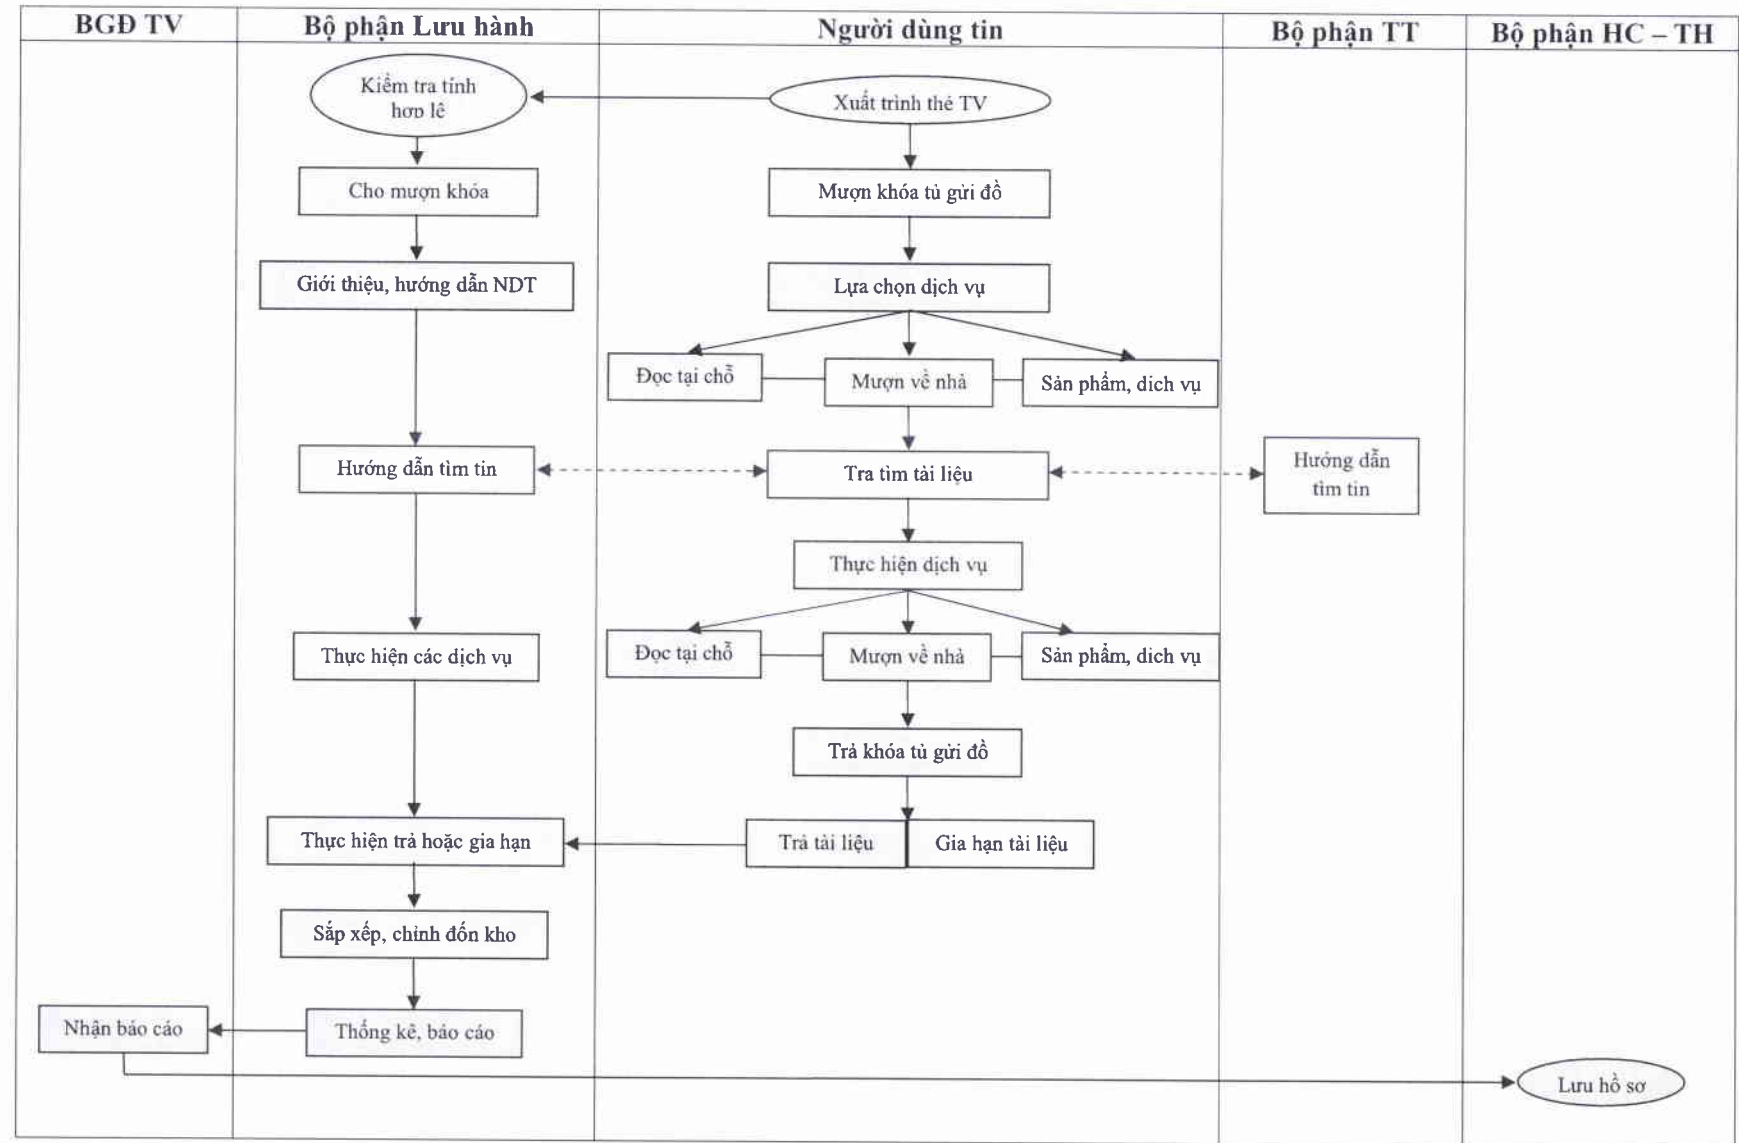 BGĐ TV
Bộ phận Lưu hành
Người dùng tin
Bộ phận TT
Bộ phận HC – TH
Kiểm tra tính
hợp lệ
Xuất trình thẻ TV
Cho mượn khóa
Mượn khóa tủ gửi đồ
Giới thiệu, hướng dẫn NDT
Lựa chọn dịch vụ
Đọc tại chỗ
Mượn về nhà
Sản phẩm, dich vụ
Hướng dẫn tìm tin
Tra tìm tài liệu
Hướng dẫn
tìm tin
Thực hiện dịch vụ
Thực hiện các dịch vụ
Đọc tại chỗ
Mượn về nhà
Sản phẩm, dich vụ
Trả khóa tủ gửi đồ
Thực hiện trả hoặc gia hạn
Trả tài liệu
Gia hạn tài liệu
Sắp xếp, chỉnh đốn kho
Nhận báo cáo
Thống kê, báo cáo
Lưu hồ sơ